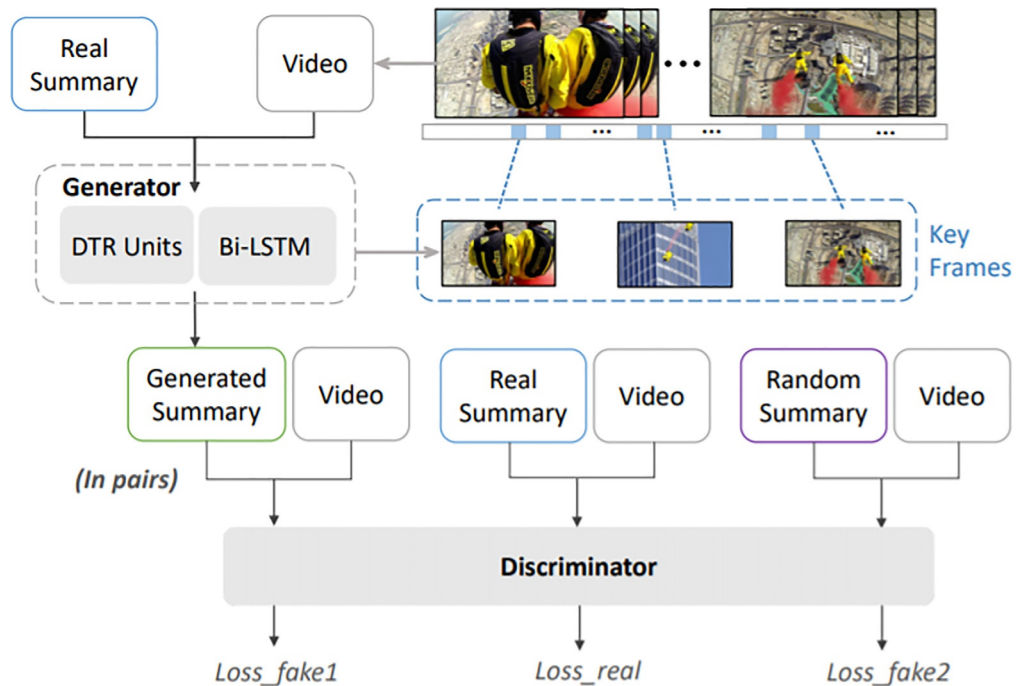 Real
Summary
Video
Generator
DTR Units
Bi-LSTM
Key
Frames
Generated
Summary
Video
Real
Summary
Video
Random
Summary
Video
(In pairs)
Discriminator
Loss_fake1
Loss_real
Loss_fake2